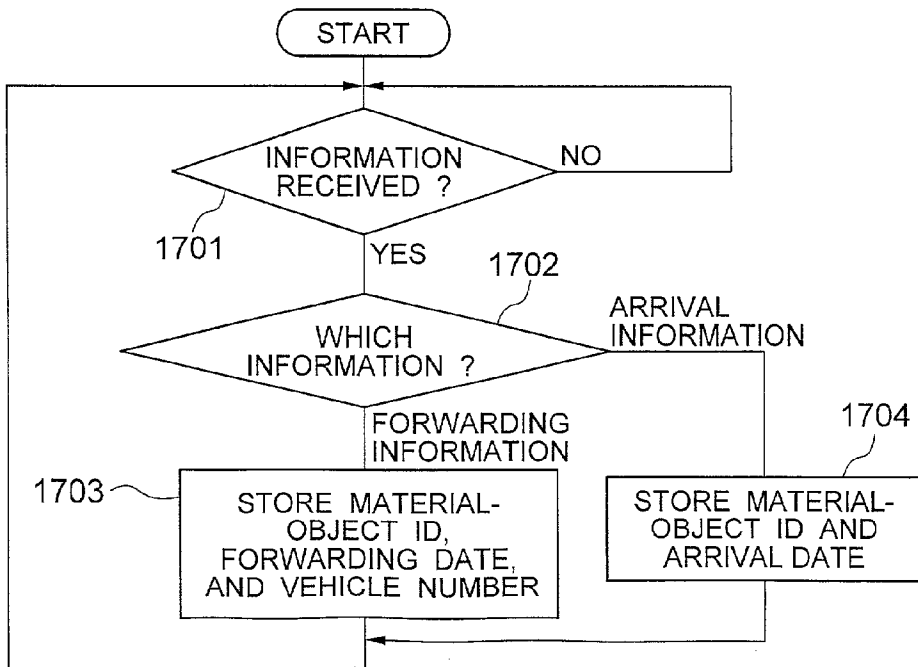 START
INFORMATION
RECEIVED ?
NO
1701
YES
1702
WHICH
INFORMATION ?
ARRIVAL
INFORMATION
FORWARDING
INFORMATION
1703
STORE MATERIAL-
OBJECT ID,
FORWARDING DATE,
AND VEHICLE NUMBER
1704
STORE MATERIAL-
OBJECT ID AND
ARRIVAL DATE